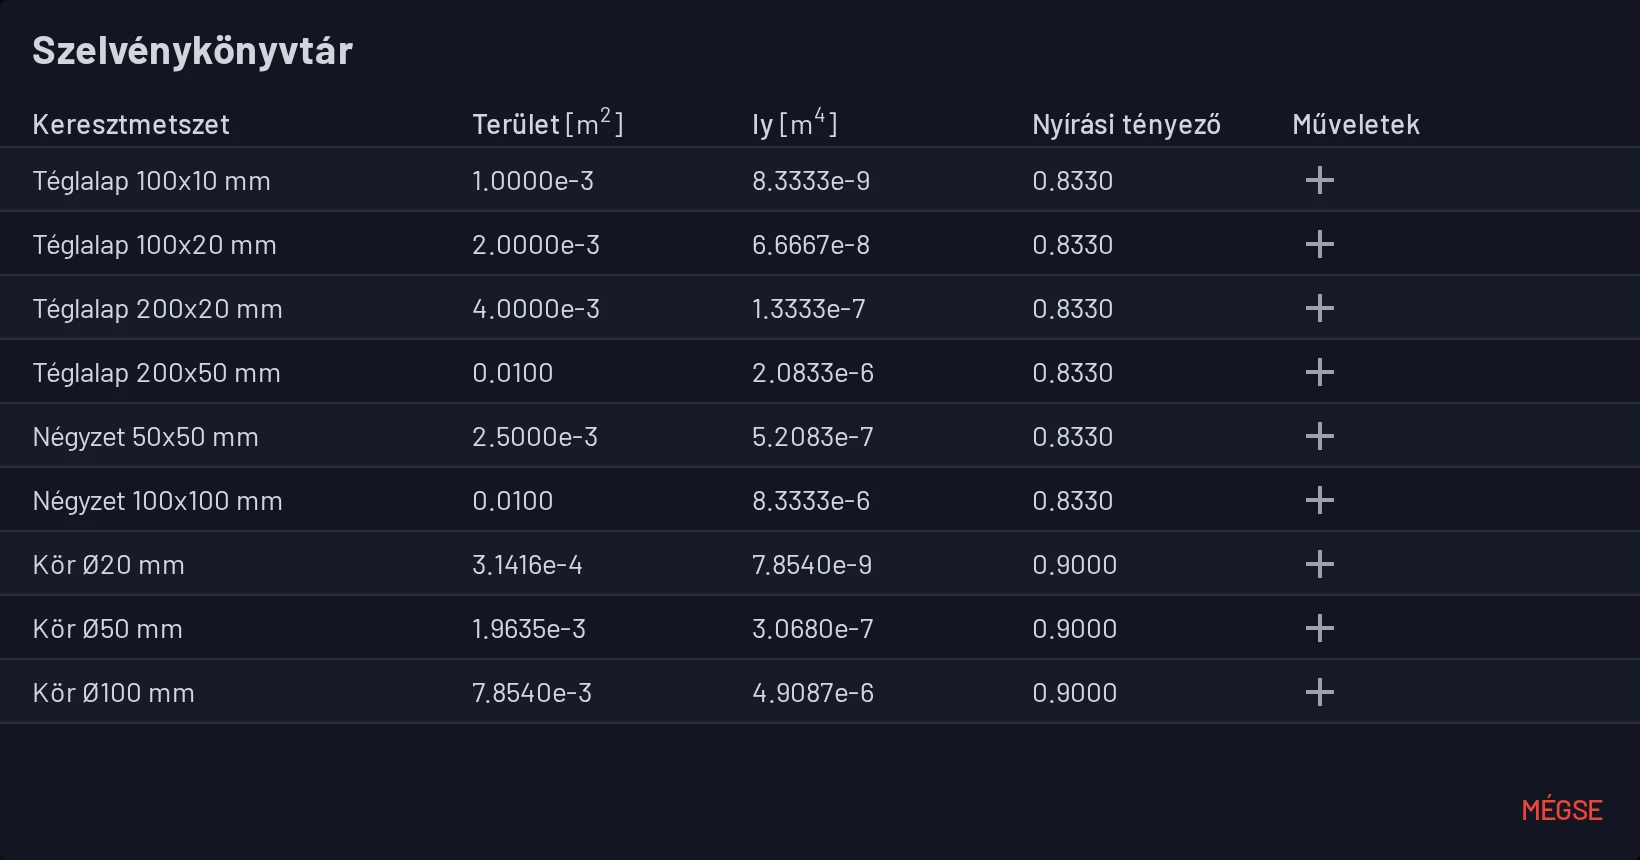 Szelvénykönyvtár
Keresztmetszet Terület [m²] Iy [m⁴] Nyírási tényező Műveletek
Téglalap 100x10 mm 1.0000e-3 8.3333e-9 0.8330
Téglalap 100x20 mm 2.0000e-3 6.6667e-8 0.8330
Téglalap 200x20 mm 4.0000e-3 1.3333e-7 0.8330
Téglalap 200x50 mm 0.0100 2.0833e-6 0.8330
Négyzet 50x50 mm 2.5000e-3 5.2083e-7 0.8330
Négyzet 100x100 mm 0.0100 8.3333e-6 0.8330
Kör Ø20 mm 3.1416e-4 7.8540e-9 0.9000
Kör Ø50 mm 1.9635e-3 3.0680e-7 0.9000
Kör Ø100 mm 7.8540e-3 4.9087e-6 0.9000
MÉGSE